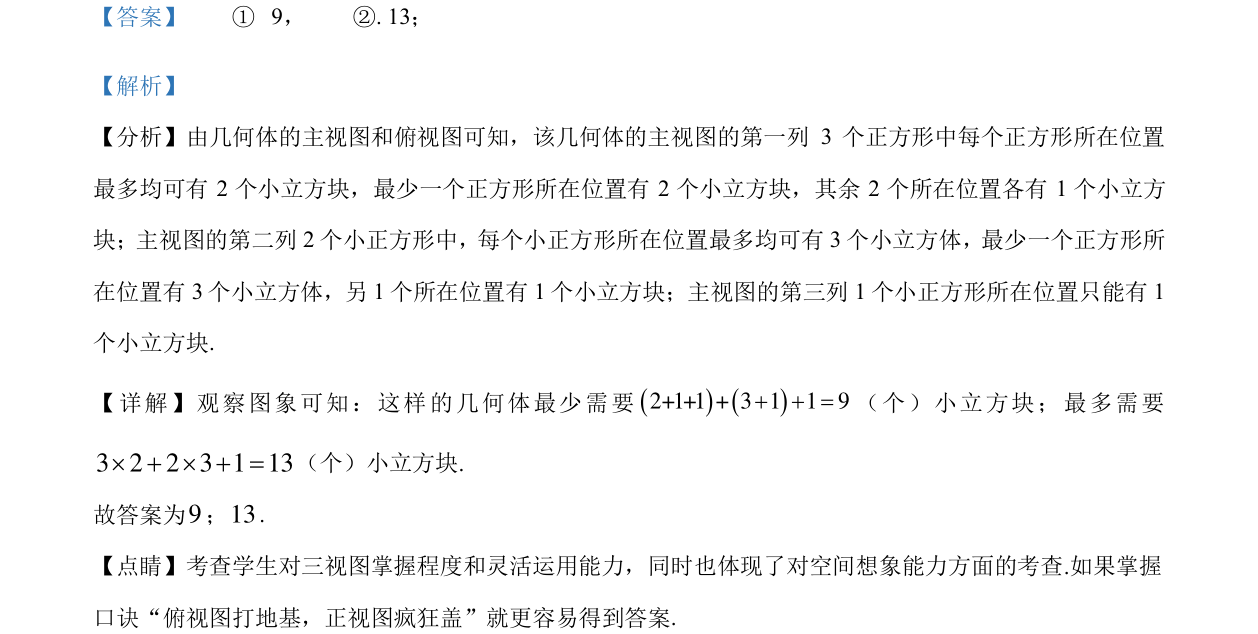 【答案】 ① 9， ②. 13；
【解析】
【分析】由几何体的主视图和俯视图可知，该几何体的主视图的第一列 3 个正方形中每个正方形所在位置
最多均可有 2 个小立方块，最少一个正方形所在位置有 2 个小立方块，其余 2 个所在位置各有 1 个小立方
块；主视图的第二列 2 个小正方形中，每个小正方形所在位置最多均可有 3 个小立方体，最少一个正方形所
在位置有 3 个小立方体，另 1 个所在位置有 1 个小立方块；主视图的第三列 1 个小正方形所在位置只能有 1
个小立方块.
【详解】观察图象可知：这样的几何体最少需要 (2+1+1)+(3+1)+1=9（个）小立方块；最多需要
3×2+2×3+1=13（个）小立方块.
故答案为9；13.
【点睛】考查学生对三视图掌握程度和灵活运用能力，同时也体现了对空间想象能力方面的考查.如果掌握
口诀“俯视图打地基，正视图疯狂盖”就更容易得到答案.